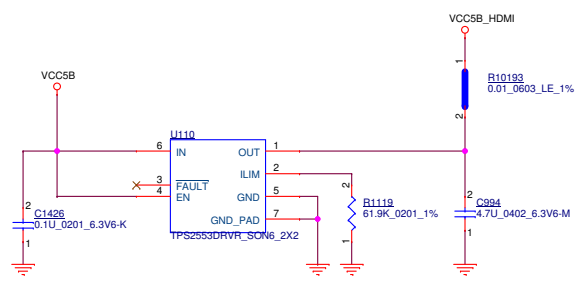 VCC5B_HDMI
1
R10193
0.01_0603_LE_1%
2
VCC5B
U110
6 IN OUT 1
ILIM 2
3 FAULT
4 EN GND 5
GND_PAD 7
TPS2553DRVR_SON6_2X2
2
C1426
0.1U_0201_6.3V6-K
1
2
R1119
61.9K_0201_1%
1
2
C994
4.7U_0402_6.3V6-M
1